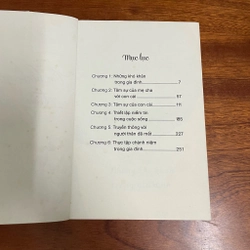 Mục lục
Chương 1: Những khó khăn
trong gia đình 7
Chương 2: Tâm sự của cha mẹ
với con cái 57
Chương 3: Tâm sự của con cái 111
Chương 4: Thiết lập niềm tin
trong cuộc sống 185
Chương 5: Truyền thông với
người thân đã mất 227
Chương 6: Thực tập chánh niệm
trong gia đình 251